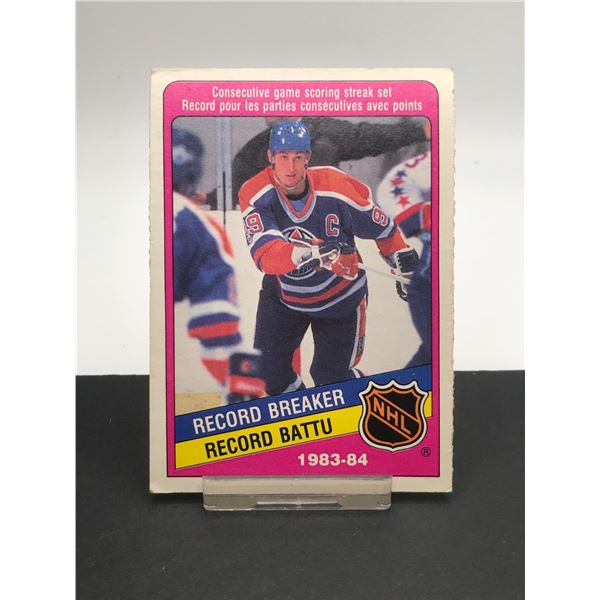 Consecutive game scoring streak set
Record pour les parties consécutives avec points
99
C
RECORD BREAKER
RECORD BATTU
NHL
1983-84
®